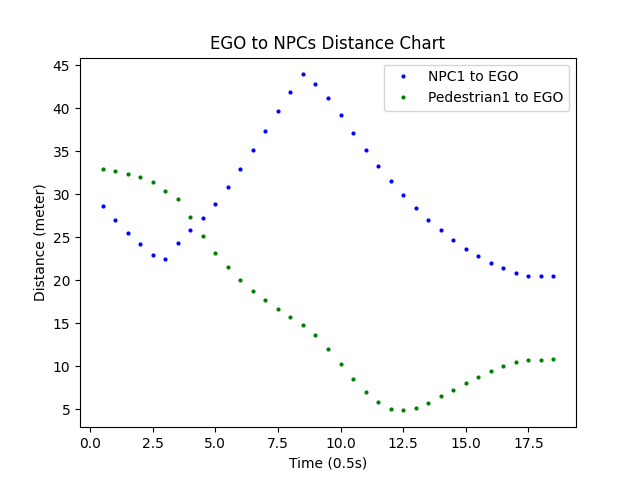 EGO to NPCs Distance Chart
NPC1 to EGO
Pedestrian1 to EGO
Distance (meter)
45
40
35
30
25
20
15
10
5
0.0 2.5 5.0 7.5 10.0 12.5 15.0 17.5
Time (0.5s)